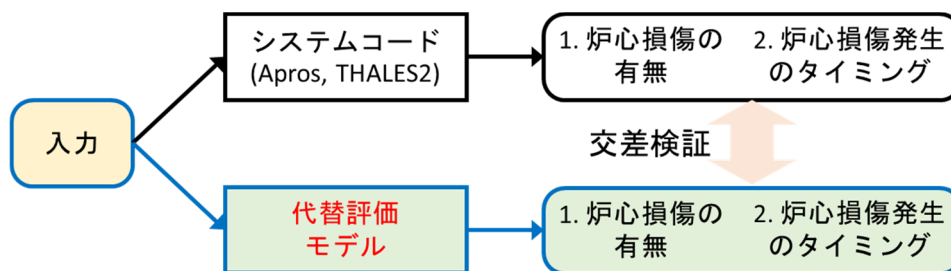 システムコード
(Apros, THALES2)
1. 炉心損傷の
有無
2. 炉心損傷発生
のタイミング
入力
交差検証
代替評価
モデル
1. 炉心損傷の
有無
2. 炉心損傷発生
のタイミング